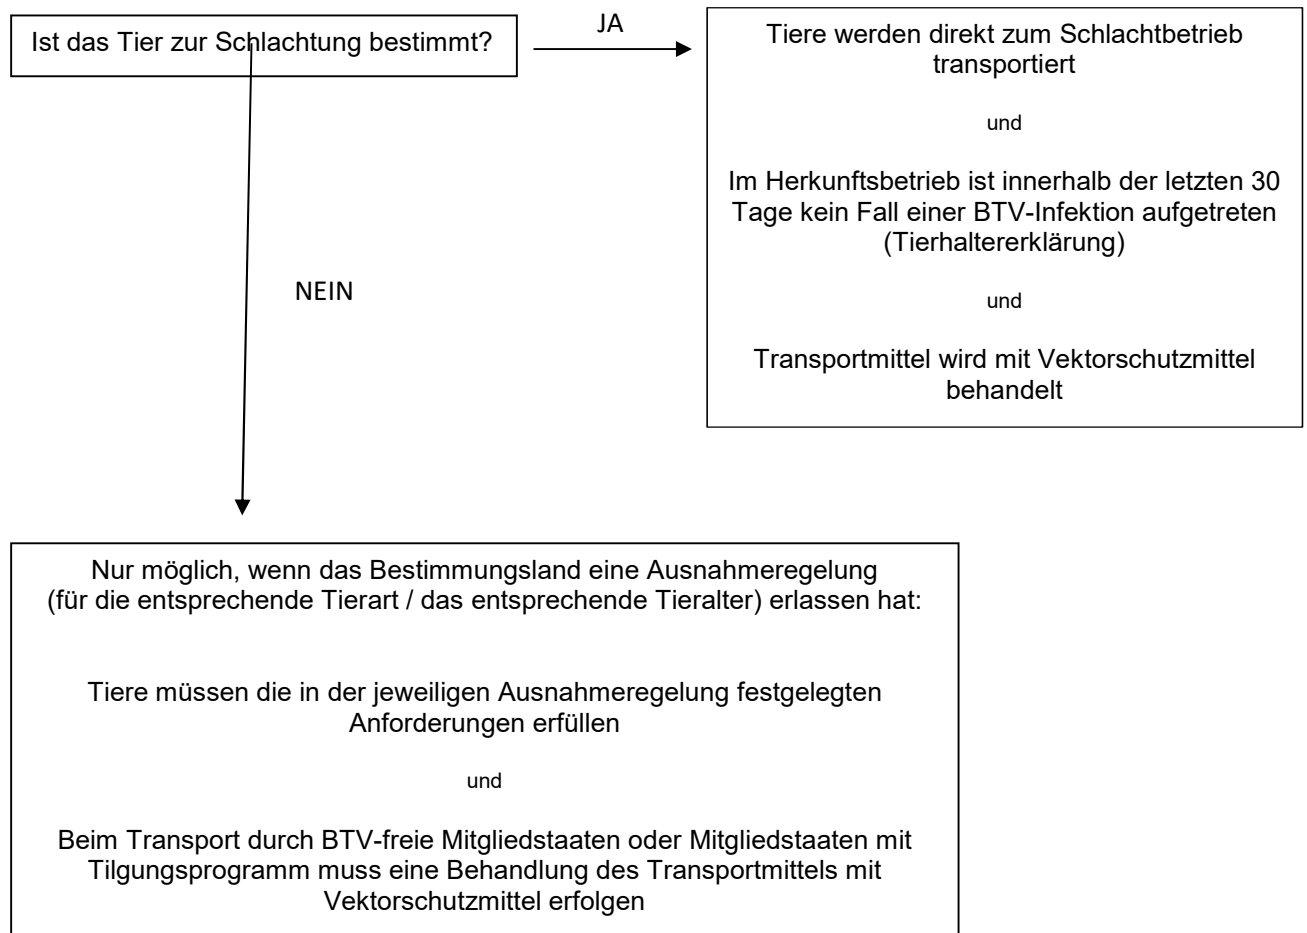 Ist das Tier zur Schlachtung bestimmt?
JA
Tiere werden direkt zum Schlachtbetrieb
transportiert
und
Im Herkunftsbetrieb ist innerhalb der letzten 30
Tage kein Fall einer BTV-Infektion aufgetreten
(Tierhaltererklärung)
und
Transportmittel wird mit Vektorschutzmittel
behandelt
NEIN
Nur möglich, wenn das Bestimmungsland eine Ausnahmeregelung
(für die entsprechende Tierart / das entsprechende Tieralter) erlassen hat:
Tiere müssen die in der jeweiligen Ausnahmeregelung festgelegten
Anforderungen erfüllen
und
Beim Transport durch BTV-freie Mitgliedstaaten oder Mitgliedstaaten mit
Tilgungsprogramm muss eine Behandlung des Transportmittels mit
Vektorschutzmittel erfolgen